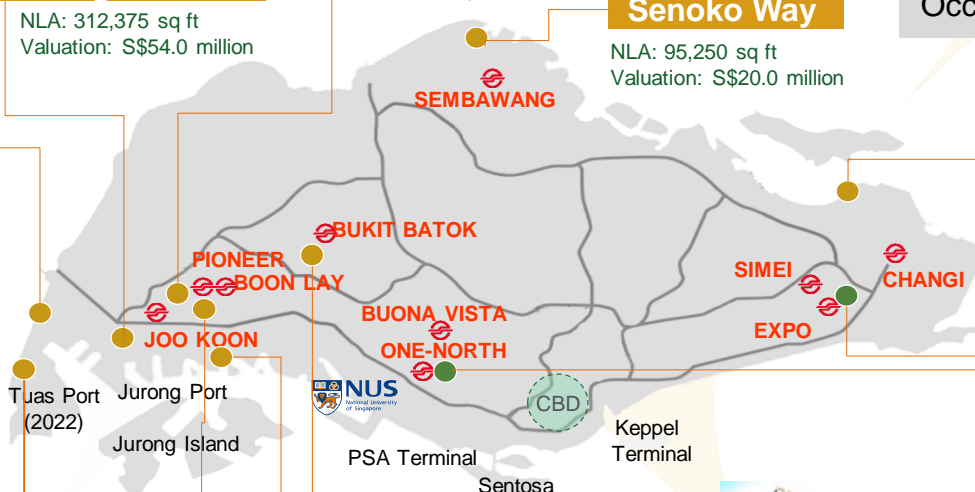 NLA: 312,375 sq ft
Valuation: S$54.0 million
Senoko Way
NLA: 95,250 sq ft
Valuation: S$20.0 million
SEMBAWANG
BUKIT BATOK
PIONEER
BOON LAY
SIMEI
CHANGI
BUONA VISTA
JOO KOON
EXPO
ONE-NORTH
Tuas Port
(2022)
Jurong Port
NUS
National University
of Singapore
CBD
Jurong Island
Keppel
Terminal
PSA Terminal
Sentosa